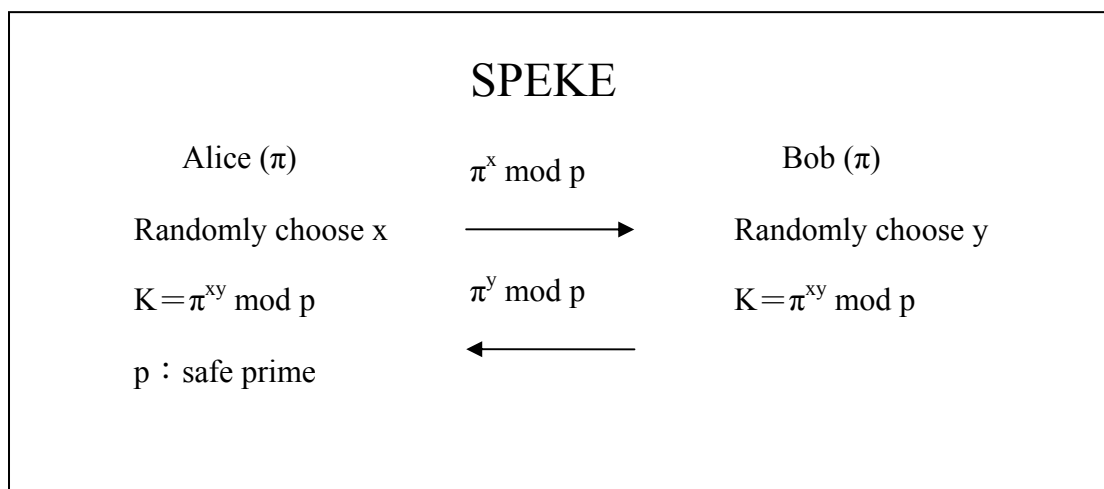 SPEKE
Alice (π)
π^x mod p
Bob (π)
Randomly choose x
Randomly choose y
K＝π^xy mod p
π^y mod p
K＝π^xy mod p
p：safe prime